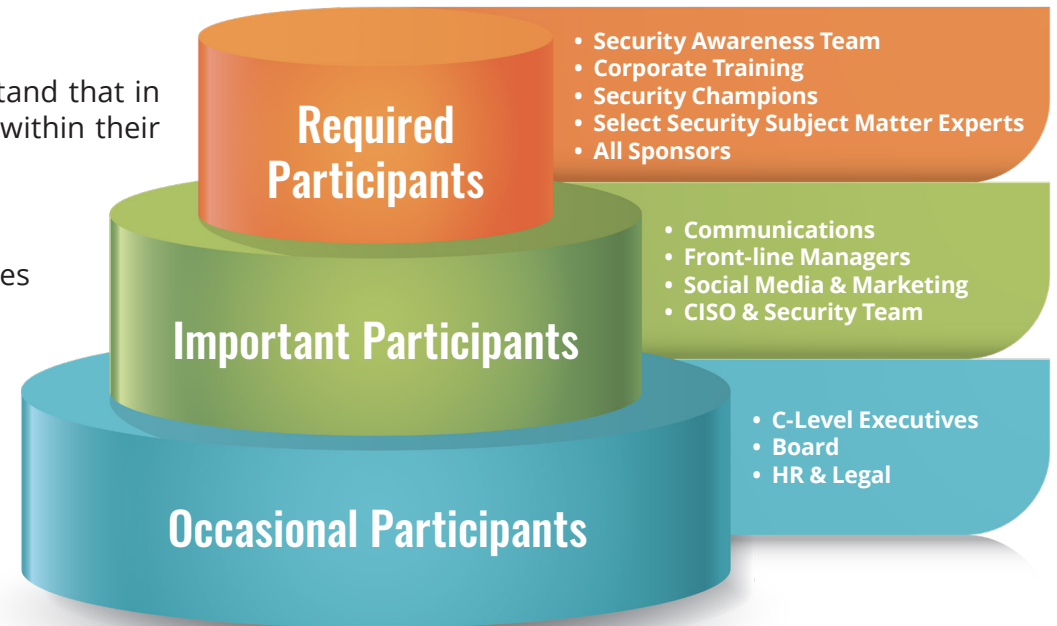 tand that in
within their
es
Required
Participants
• Security Awareness Team
• Corporate Training
• Security Champions
• Select Security Subject Matter Experts
• All Sponsors
Important Participants
• Communications
• Front-line Managers
• Social Media & Marketing
• CISO & Security Team
Occasional Participants
• C-Level Executives
• Board
• HR & Legal